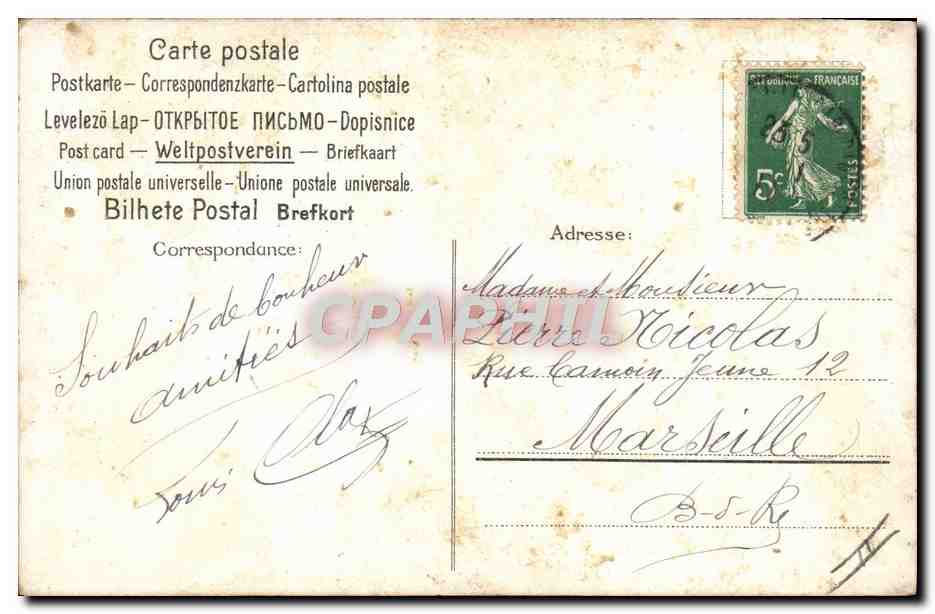 Carte postale
Postkarte – Correspondenzkarte – Cartolina postale
Levelező Lap – ОТКРЫТОЕ ПИСЬМО – Dopisnice
Post card — Weltpostverein — Briefkaart
Union postale universelle – Unione postale universale.
Bilhete Postal Brefkort
Correspondance:
Souhaits de bonheur
amitiés
Louis
Adresse:
Madame et Monsieur
Pierre Nicolas
Rue Camoin Jeune 12
Marseille
B-d-R
REPUBLIQUE FRANÇAISE
5c
POSTES
CPAPHIL